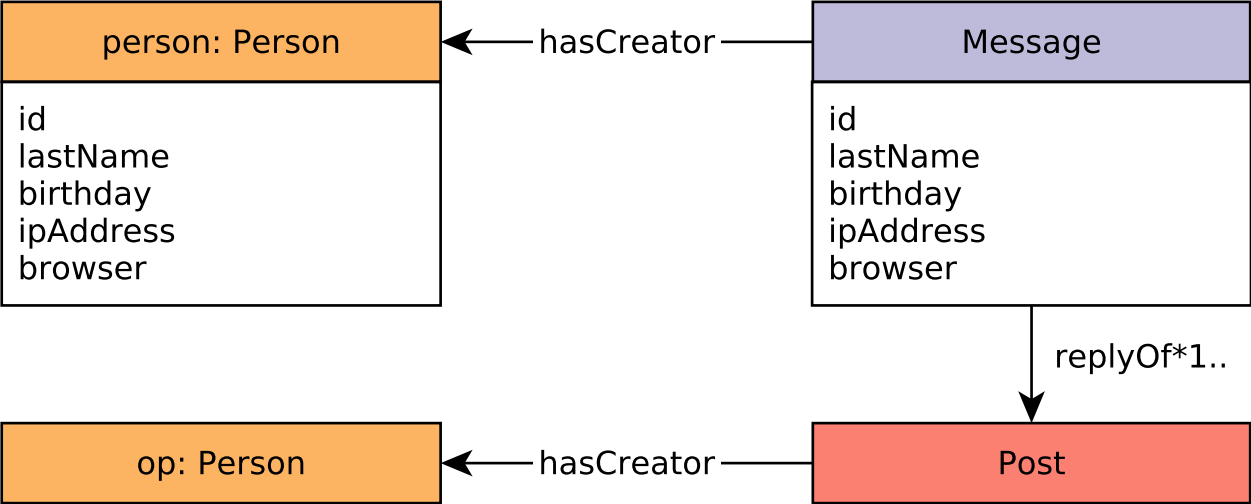 person: Person
hasCreator
Message
id
lastName
birthday
ipAddress
browser
id
lastName
birthday
ipAddress
browser
replyOf*1..
op: Person
hasCreator
Post